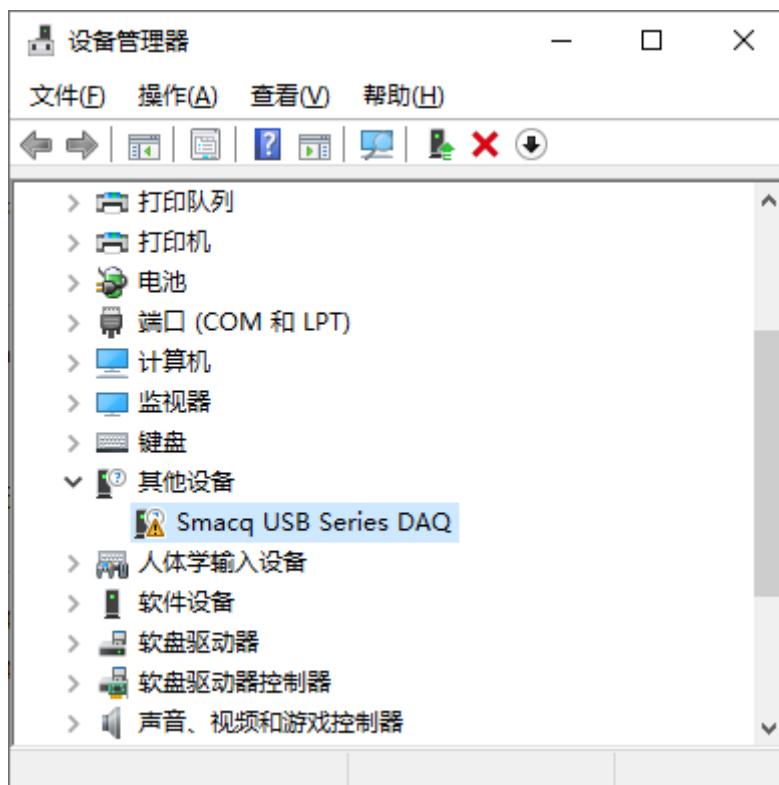 设备管理器
文件(F) 操作(A) 查看(V) 帮助(H)
打印队列
打印机
电池
端口 (COM 和 LPT)
计算机
监视器
键盘
其他设备
Smacq USB Series DAQ
人体学输入设备
软件设备
软盘驱动器
软盘驱动器控制器
声音、视频和游戏控制器